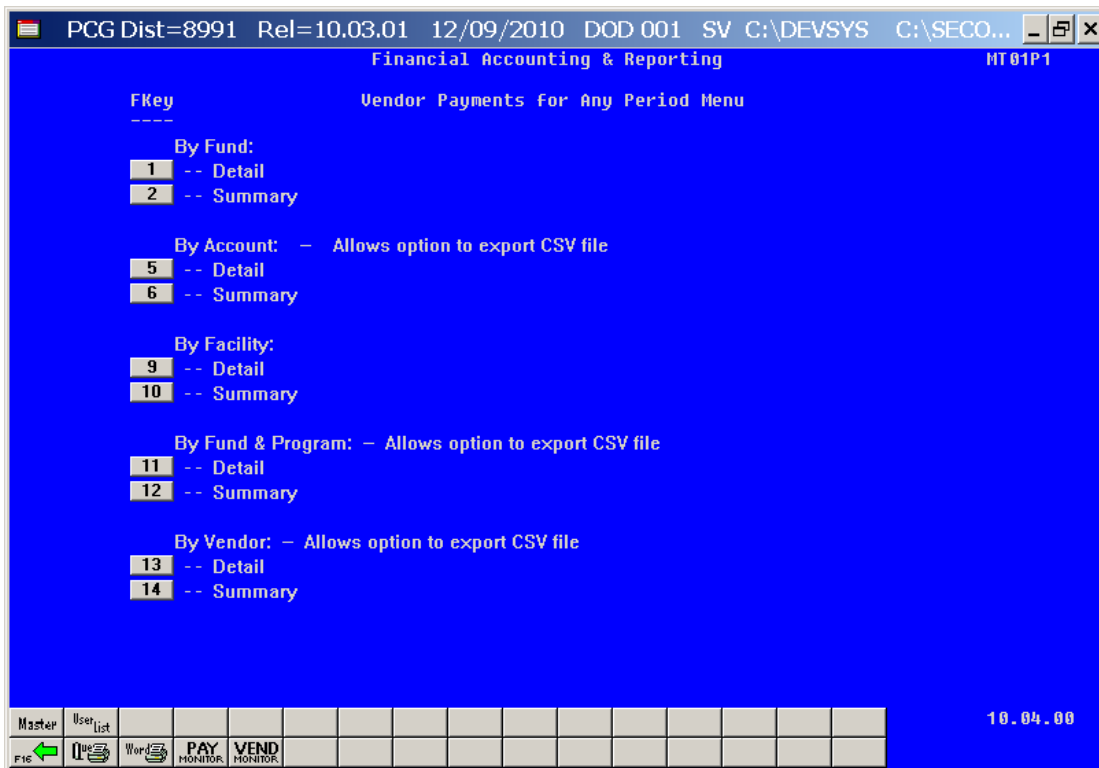 PCG Dist=8991 Rel=10.03.01 12/09/2010 DOD 001 SV C:\DEVSYS C:\SECO...
Financial Accounting & Reporting MT01P1
FKey Vendor Payments for Any Period Menu
----
By Fund:
1 -- Detail
2 -- Summary
By Account: – Allows option to export CSV file
5 -- Detail
6 -- Summary
By Facility:
9 -- Detail
10 -- Summary
By Fund & Program: – Allows option to export CSV file
11 -- Detail
12 -- Summary
By Vendor: – Allows option to export CSV file
13 -- Detail
14 -- Summary
Master User List 10.04.00
F16 Que Word PAY MONITOR VEND MONITOR